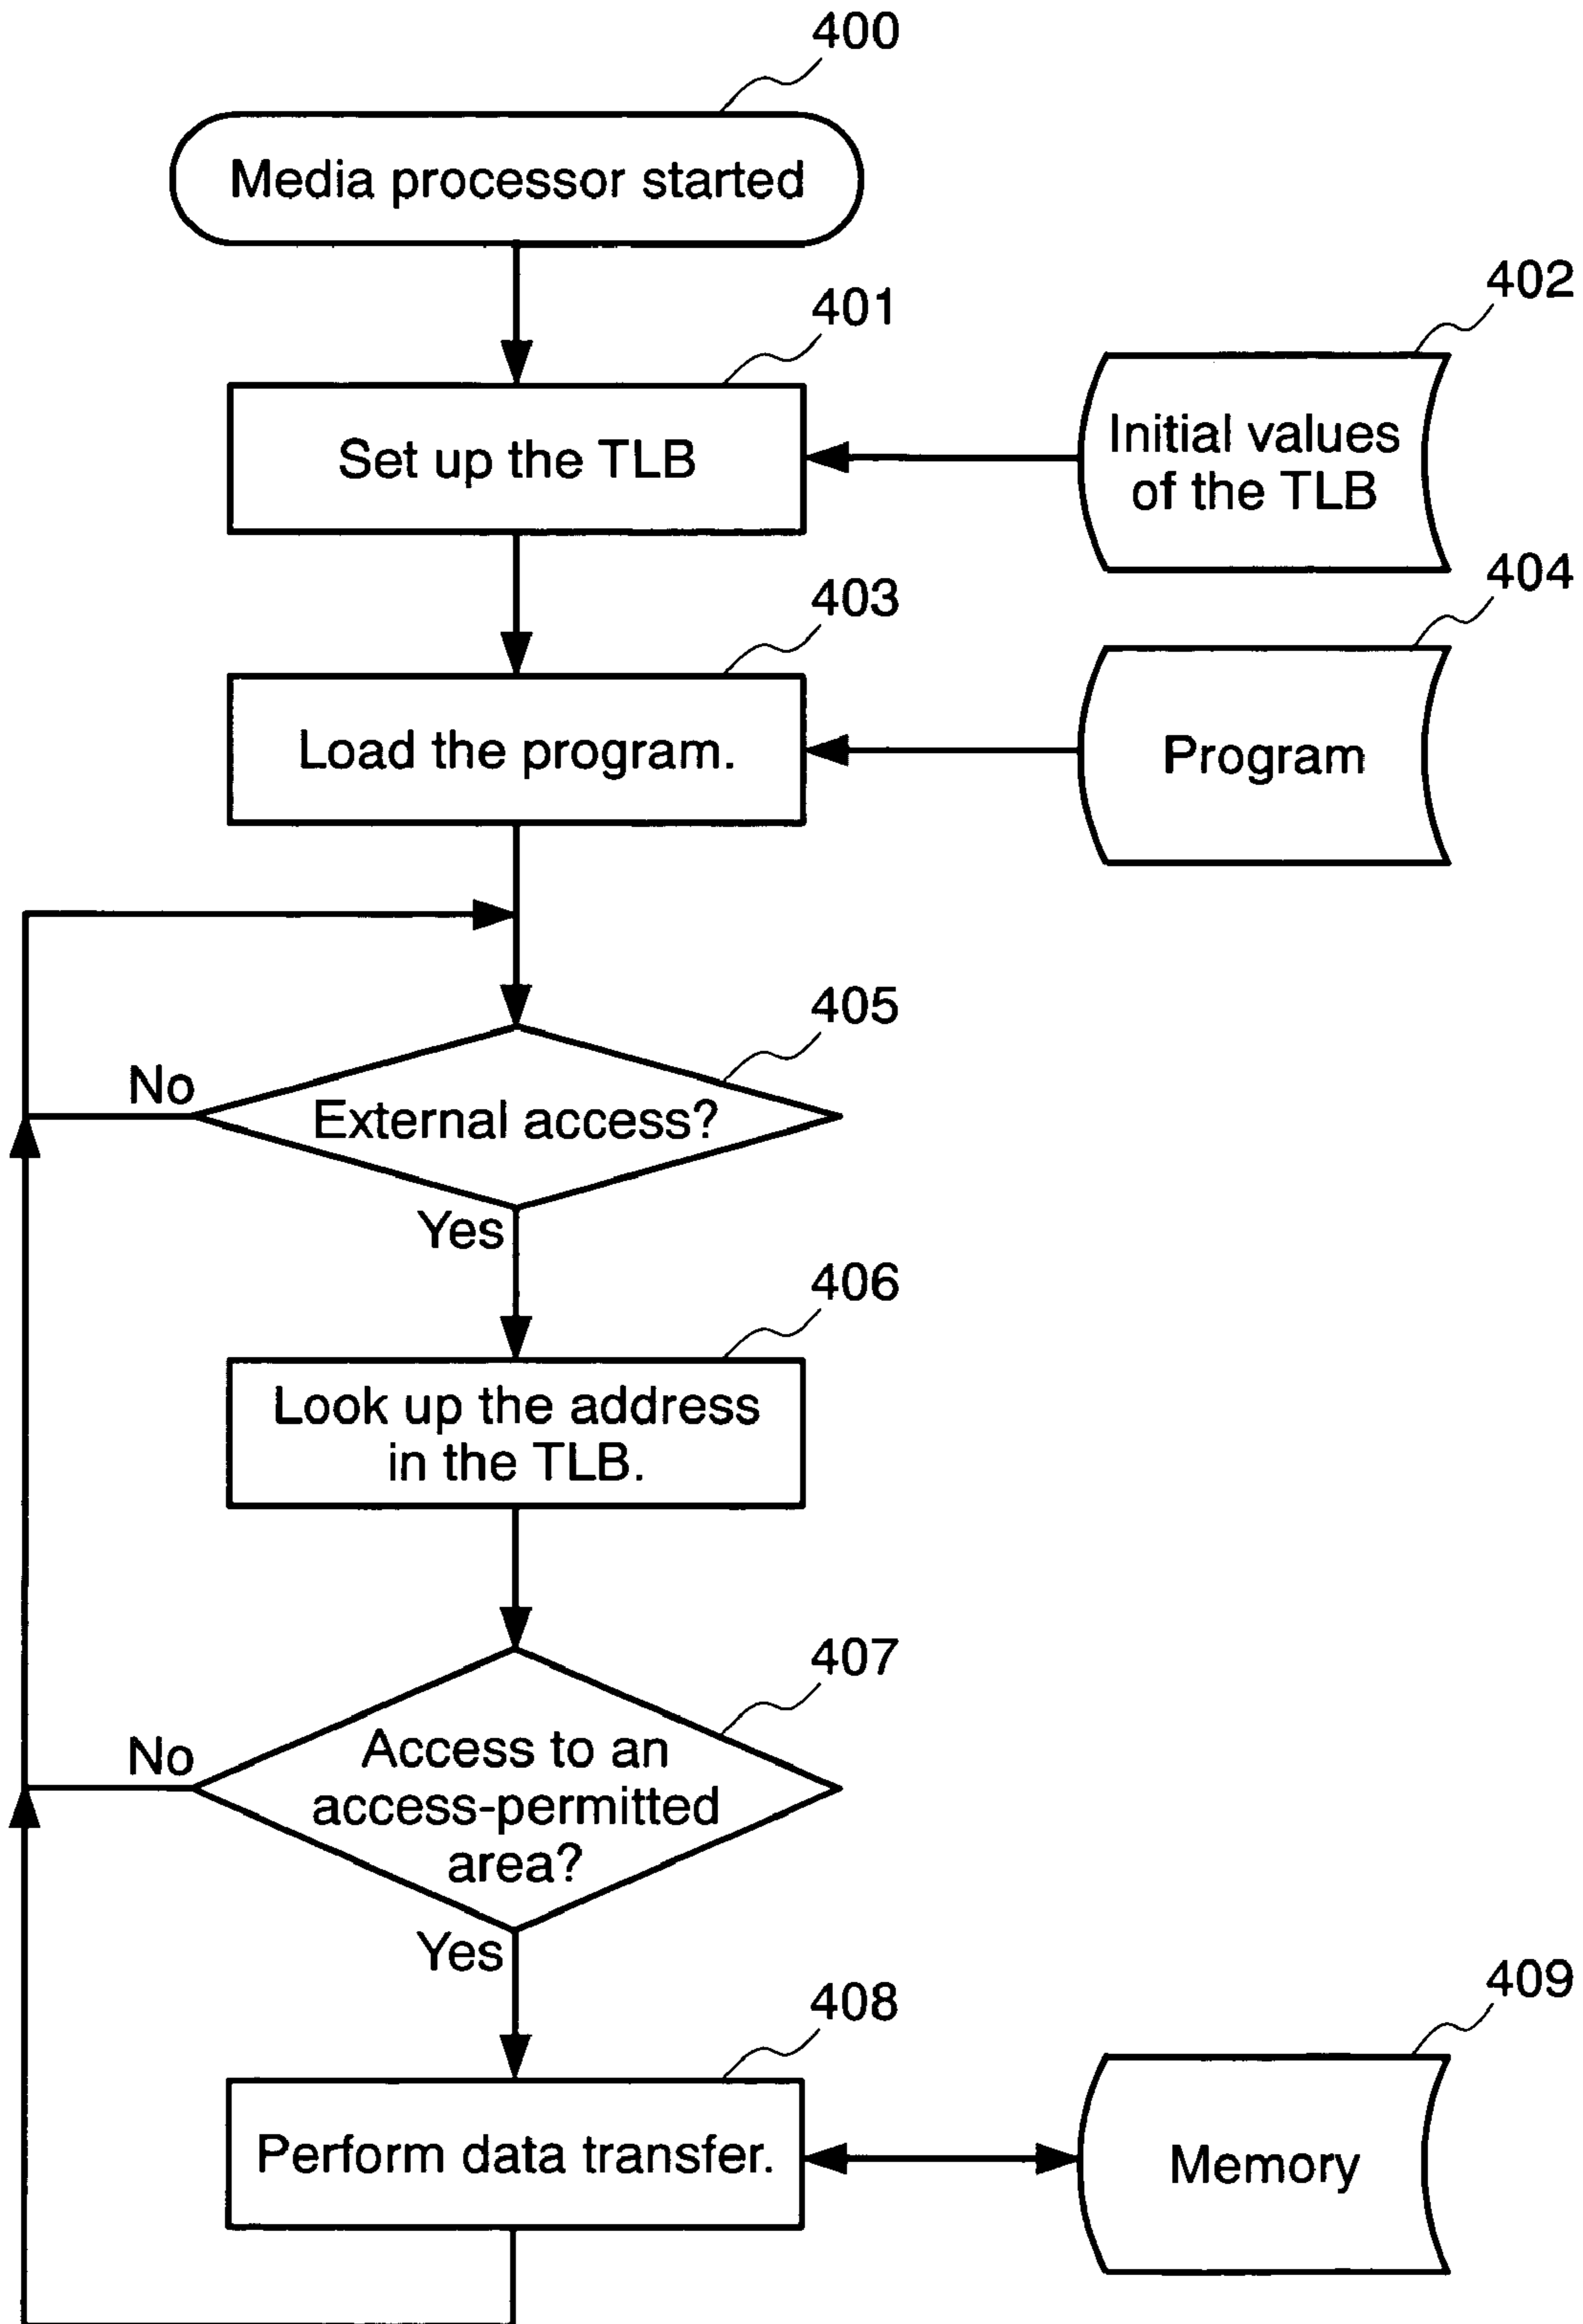 400
Media processor started
401
402
Set up the TLB
Initial values
of the TLB
403
404
Load the program.
Program
405
No
External access?
Yes
406
Look up the address
in the TLB.
407
No
Access to an
access-permitted
area?
Yes
408
409
Perform data transfer.
Memory